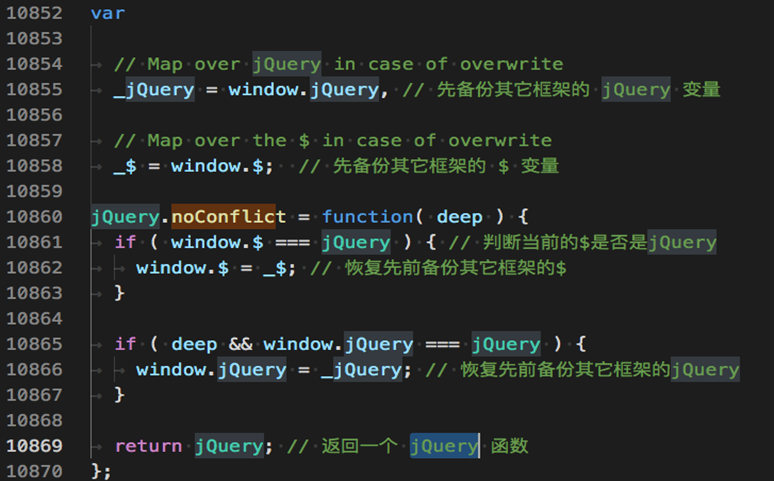 10852 var
10853
10854 // Map over jQuery in case of overwrite
10855 _jQuery = window.jQuery, // 先备份其它框架的 jQuery 变量
10856
10857 // Map over the $ in case of overwrite
10858 _$ = window.$; // 先备份其它框架的 $ 变量
10859
10860 jQuery.noConflict = function( deep ) {
10861 if ( window.$ === jQuery ) { // 判断当前的$是否是jQuery
10862 window.$ = _$; // 恢复先前备份其它框架的$
10863 }
10864
10865 if ( deep && window.jQuery === jQuery ) {
10866 window.jQuery = _jQuery; // 恢复先前备份其它框架的jQuery
10867 }
10868
10869 return jQuery; // 返回一个 jQuery 函数
10870 };